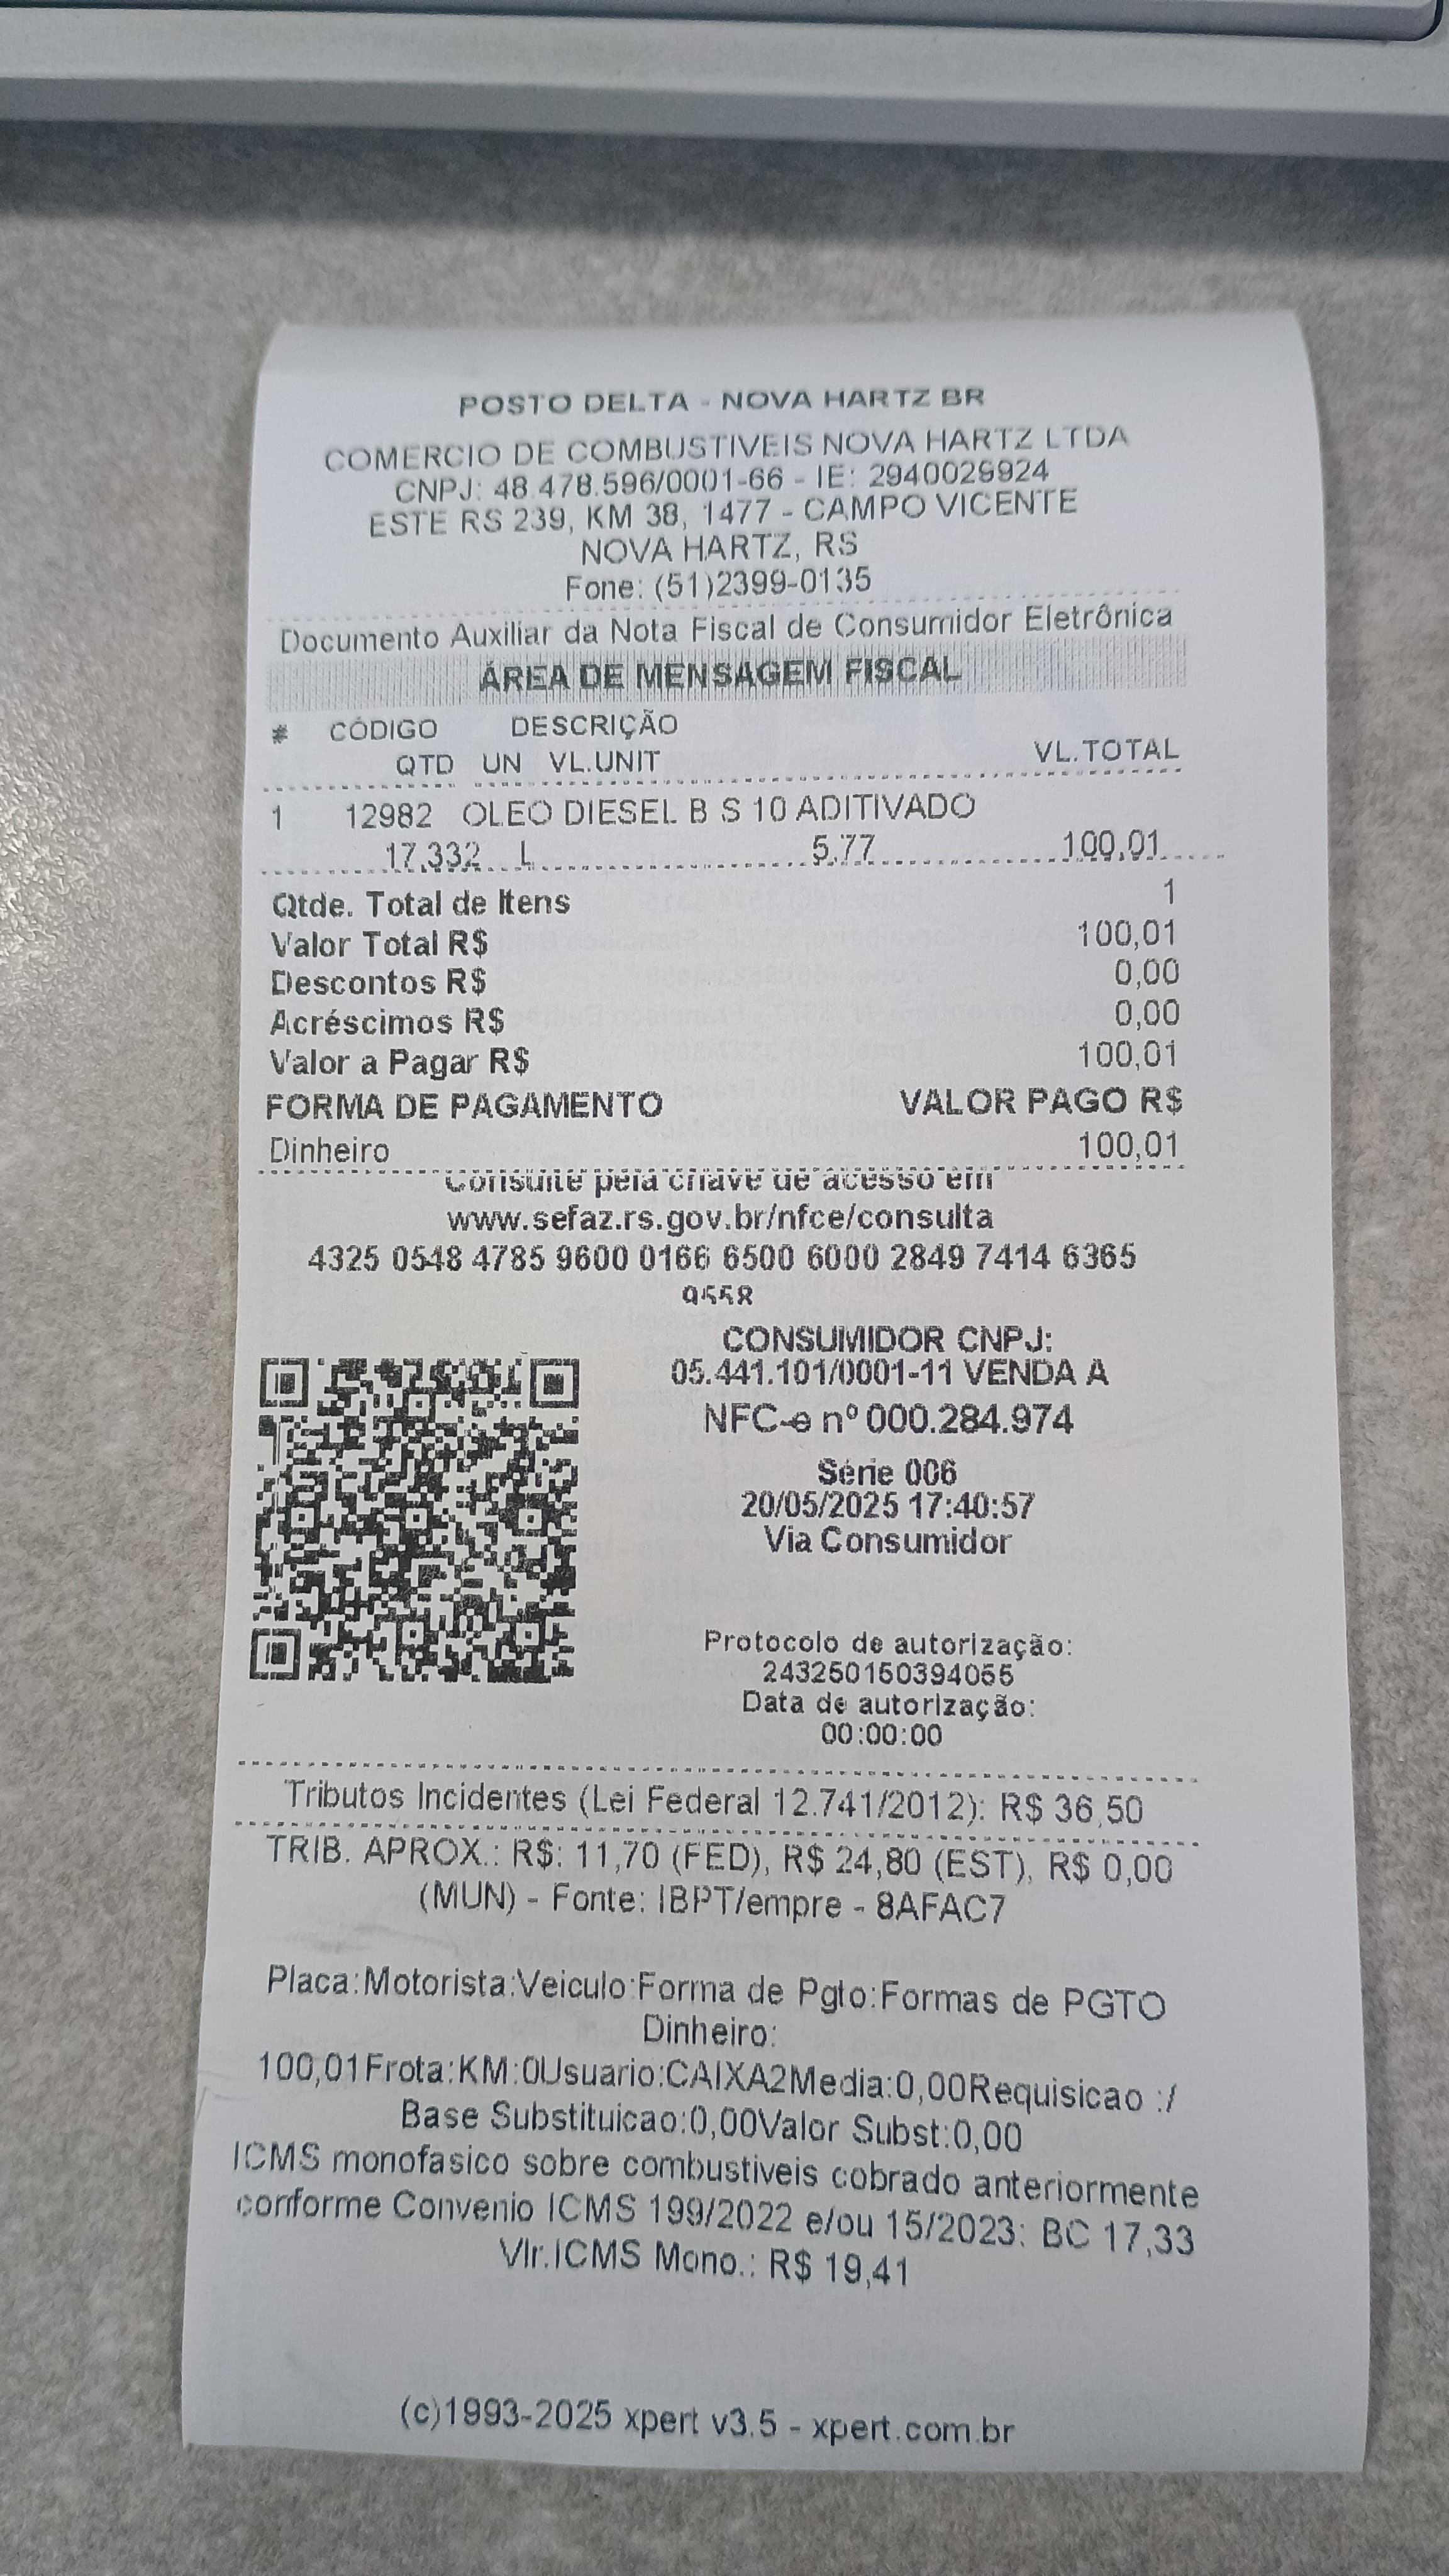 POSTO DELTA - NOVA HARTZ BR
COMERCIO DE COMBUSTIVEIS NOVA HARTZ LTDA
CNPJ: 48.478.596/0001-66 - IE: 2940029924
ESTE RS 239, KM 38, 1477 - CAMPO VICENTE
NOVA HARTZ, RS
Fone: (51)2399-0135
Documento Auxiliar da Nota Fiscal de Consumidor Eletrônica
ÁREA DE MENSAGEM FISCAL
# CÓDIGO DESCRIÇÃO
QTD UN VL.UNIT VL.TOTAL
1 12982 OLEO DIESEL B S 10 ADITIVADO
17,332 L 5,77 100,01
Qtde. Total de Itens 1
Valor Total R$ 100,01
Descontos R$ 0,00
Acréscimos R$ 0,00
Valor a Pagar R$ 100,01
FORMA DE PAGAMENTO VALOR PAGO R$
Dinheiro 100,01
Consulte pela chave de acesso em
www.sefaz.rs.gov.br/nfce/consulta
4325 0548 4785 9600 0166 6500 6000 2849 7414 6365
9558
CONSUMIDOR CNPJ:
05.441.101/0001-11 VENDA A
NFC-e nº 000.284.974
Série 006
20/05/2025 17:40:57
Via Consumidor
Protocolo de autorização:
243250150394055
Data de autorização:
00:00:00
Tributos Incidentes (Lei Federal 12.741/2012): R$ 36,50
TRIB. APROX.: R$: 11,70 (FED), R$ 24,80 (EST), R$ 0,00
(MUN) - Fonte: IBPT/empre - 8AFAC7
Placa:Motorista:Veiculo:Forma de Pgto:Formas de PGTO
Dinheiro:
100,01Frota:KM:0Usuario:CAIXA2Media:0,00Requisicao :/
Base Substituicao:0,00Valor Subst:0,00
ICMS monofasico sobre combustiveis cobrado anteriormente
conforme Convenio ICMS 199/2022 e/ou 15/2023: BC 17,33
Vlr.ICMS Mono.: R$ 19,41
(c)1993-2025 xpert v3.5 - xpert.com.br